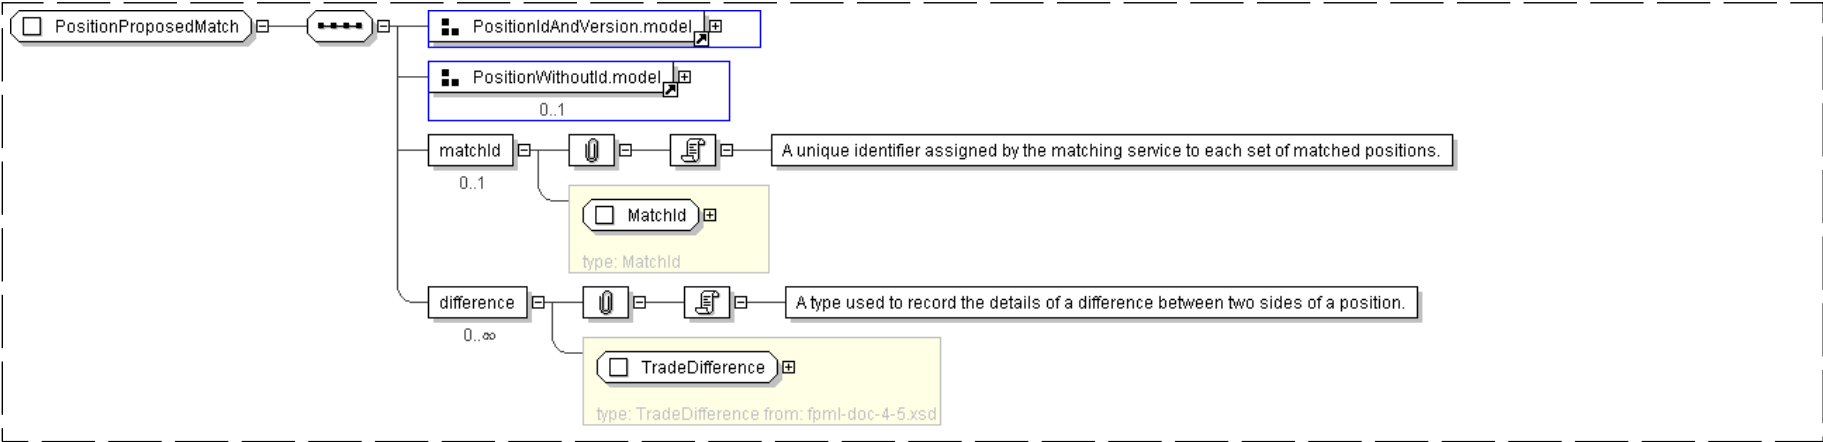 PositionProposedMatch
PositionIdAndVersion.model
PositionWithoutId.model
0..1
matchId
A unique identifier assigned by the matching service to each set of matched positions.
0..1
MatchId
type: MatchId
difference
A type used to record the details of a difference between two sides of a position.
0..∞
TradeDifference
type: TradeDifference from: fpml-doc-4-5.xsd